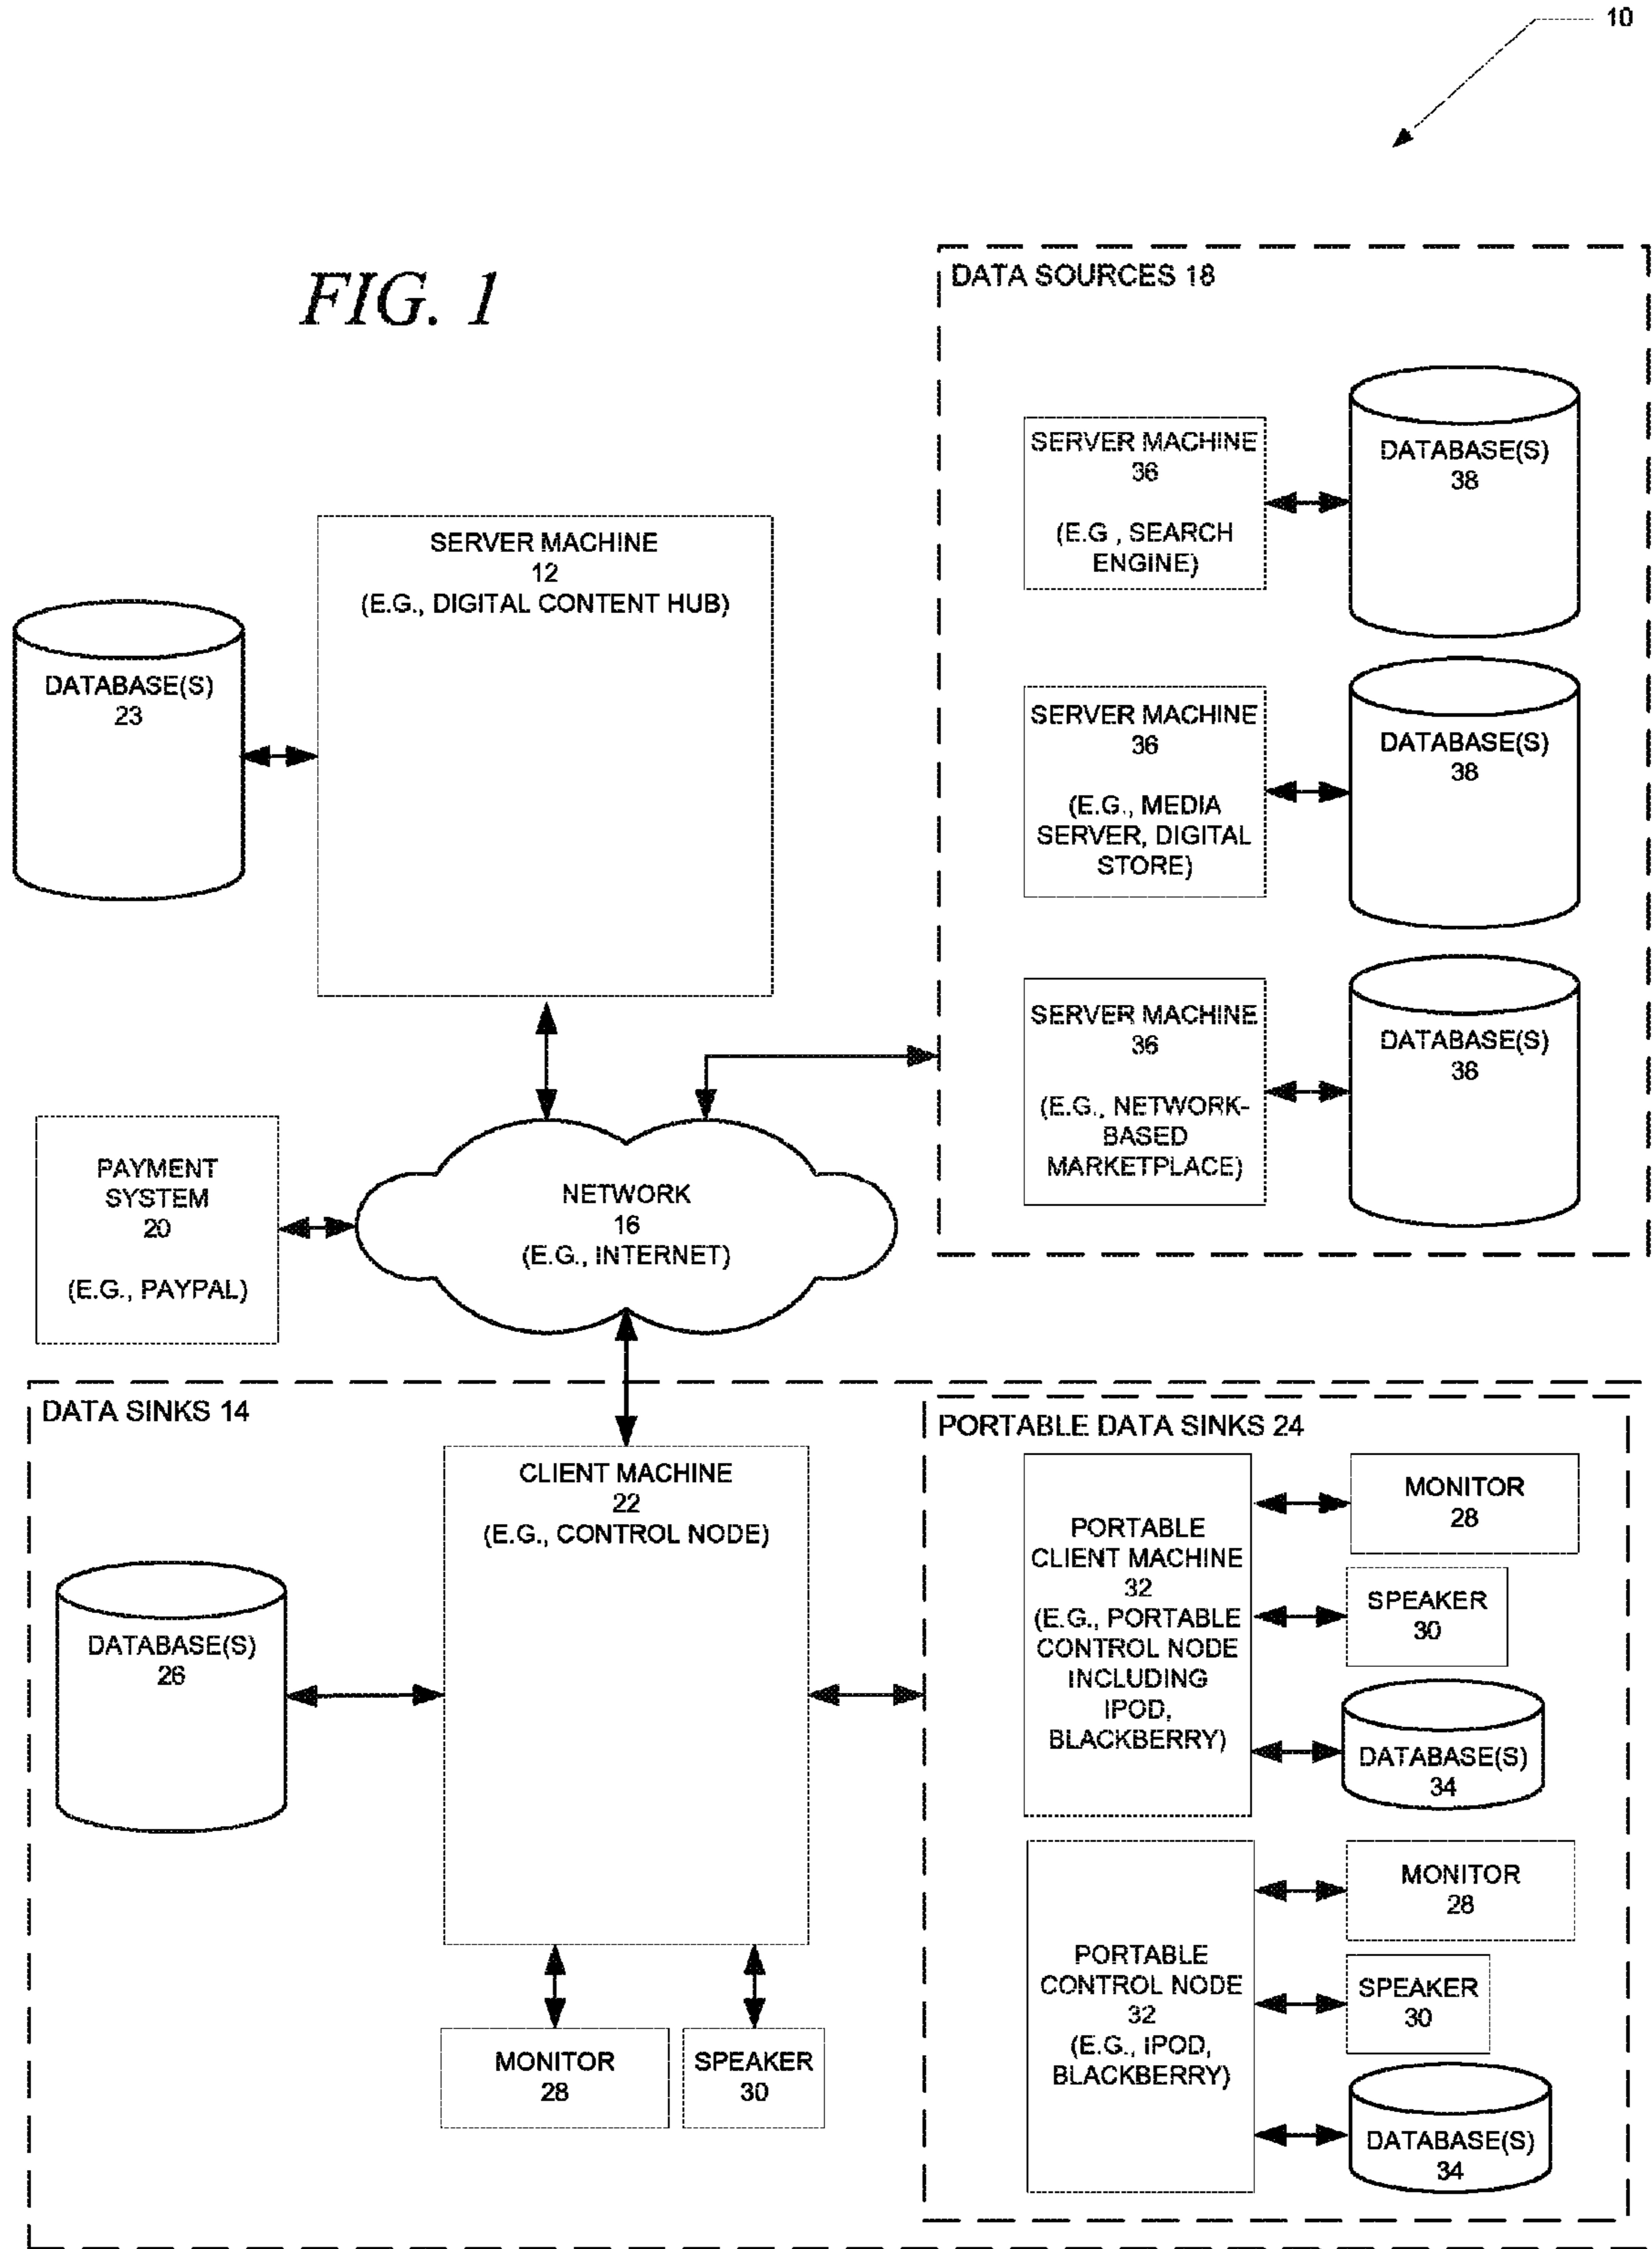 10
FIG. 1
DATA SOURCES 18
SERVER MACHINE
36
(E.G , SEARCH
ENGINE)
DATABASE(S)
38
SERVER MACHINE
12
(E.G., DIGITAL CONTENT HUB)
DATABASE(S)
23
SERVER MACHINE
36
(E.G., MEDIA
SERVER, DIGITAL
STORE)
DATABASE(S)
38
SERVER MACHINE
36
(E.G., NETWORK-
BASED
MARKETPLACE)
DATABASE(S)
38
PAYMENT
SYSTEM
20
(E.G., PAYPAL)
NETWORK
16
(E.G., INTERNET)
DATA SINKS 14
CLIENT MACHINE
22
(E.G., CONTROL NODE)
DATABASE(S)
26
MONITOR
28
SPEAKER
30
PORTABLE DATA SINKS 24
PORTABLE
CLIENT MACHINE
32
(E.G., PORTABLE
CONTROL NODE
INCLUDING
IPOD,
BLACKBERRY)
MONITOR
28
SPEAKER
30
DATABASE(S)
34
PORTABLE
CONTROL NODE
32
(E.G., IPOD,
BLACKBERRY)
MONITOR
28
SPEAKER
30
DATABASE(S)
34